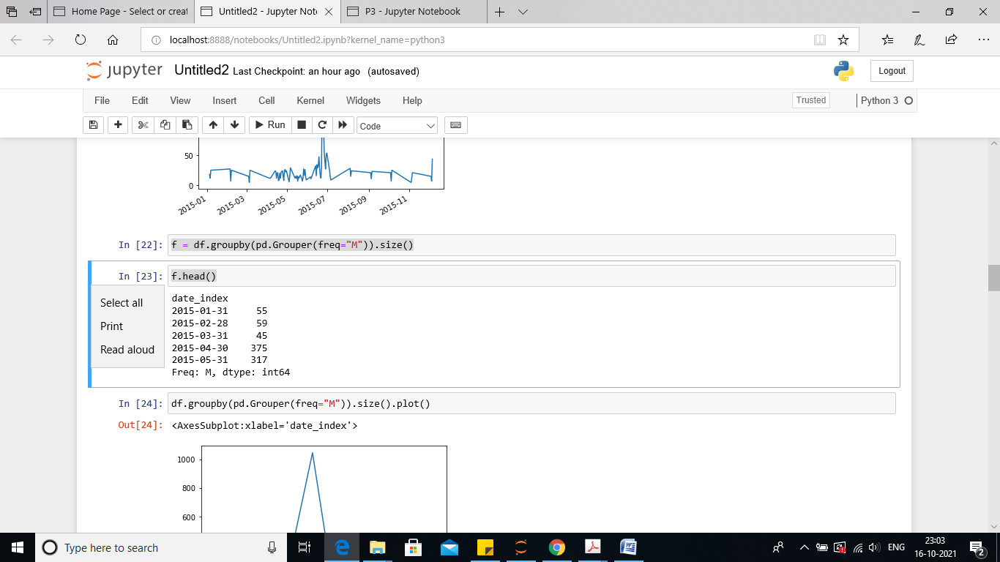 Home Page - Select or creat
Untitled2 - Jupyter Not
P3 - Jupyter Notebook
localhost:8888/notebooks/Untitled2.ipynb?kernel_name=python3
jupyter Untitled2 Last Checkpoint: an hour ago (autosaved)
Logout
File Edit View Insert Cell Kernel Widgets Help
Trusted
Python 3
Run
Code
50
0
2015-01 2015-03 2015-05 2015-07 2015-09 2015-11
In [22]: f = df.groupby(pd.Grouper(freq="M")).size()
In [23]: f.head()
Select all
Print
Read aloud
date_index
2015-01-31 55
2015-02-28 59
2015-03-31 45
2015-04-30 375
2015-05-31 317
Freq: M, dtype: int64
In [24]: df.groupby(pd.Grouper(freq="M")).size().plot()
Out[24]: <AxesSubplot:xlabel='date_index'>
1000
800
600
Type here to search
ENG
23:03
16-10-2021
2